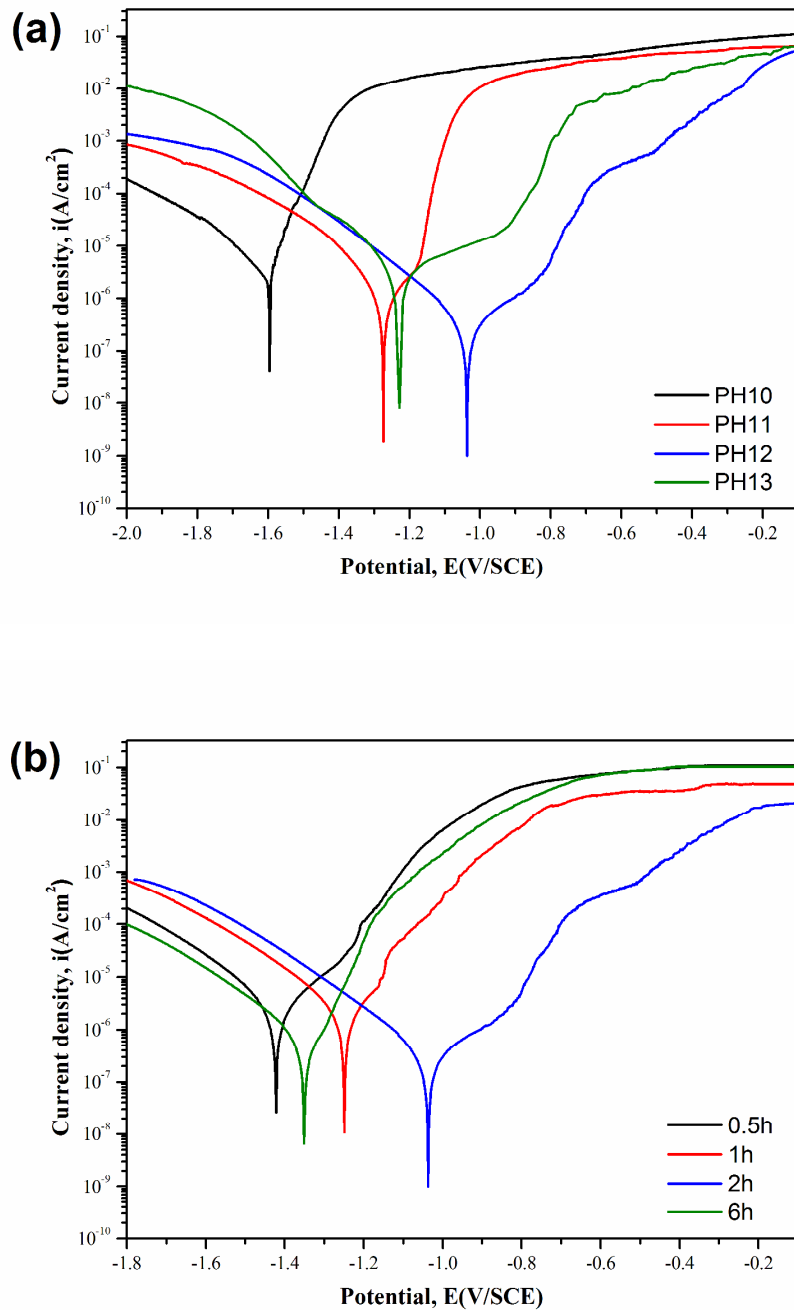 (a)
Current density, i(A/cm²)
10⁻¹
10⁻²
10⁻³
10⁻⁴
10⁻⁵
10⁻⁶
10⁻⁷
10⁻⁸
10⁻⁹
10⁻¹⁰
PH10
PH11
PH12
PH13
-2.0 -1.8 -1.6 -1.4 -1.2 -1.0 -0.8 -0.6 -0.4 -0.2
Potential, E(V/SCE)
(b)
Current density, i(A/cm²)
10⁻¹
10⁻²
10⁻³
10⁻⁴
10⁻⁵
10⁻⁶
10⁻⁷
10⁻⁸
10⁻⁹
10⁻¹⁰
0.5h
1h
2h
6h
-1.8 -1.6 -1.4 -1.2 -1.0 -0.8 -0.6 -0.4 -0.2
Potential, E(V/SCE)